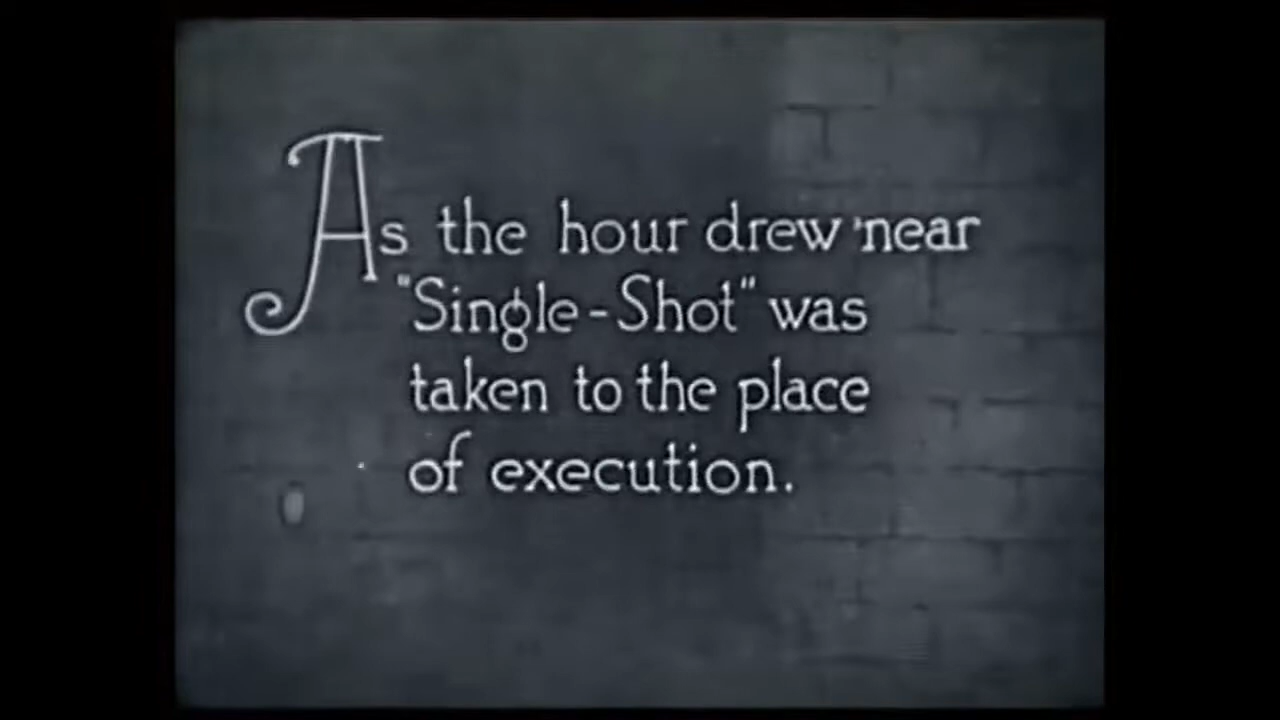 As the hour drew near
"Single-Shot" was
taken to the place
of execution.